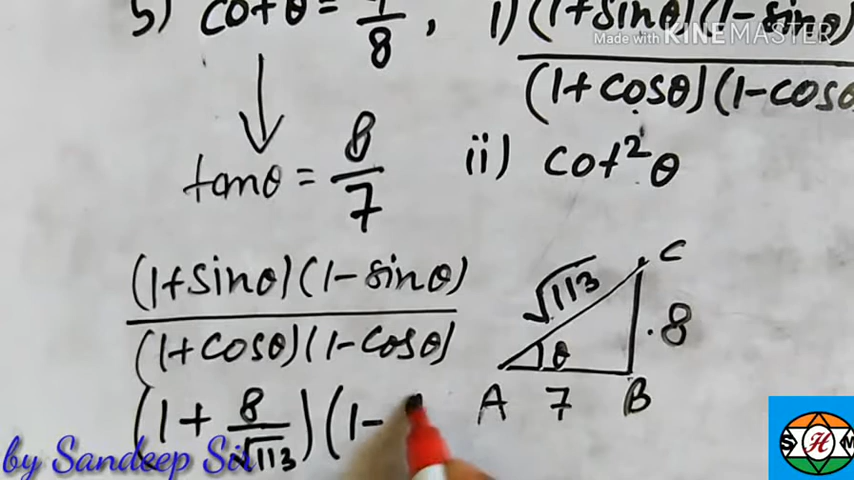 5) cotθ = 7/8, i) (1+sinθ)(1-sinθ)/(1+cosθ)(1-cosθ
Made with KINEMASTER
tanθ = 8/7
ii) cot²θ
(1+sinθ)(1-sinθ)/(1+cosθ)(1-cosθ)
C
√113
8
θ
A 7 B
(1+ 8/√113)(1-
by Sandeep Sir
S H M